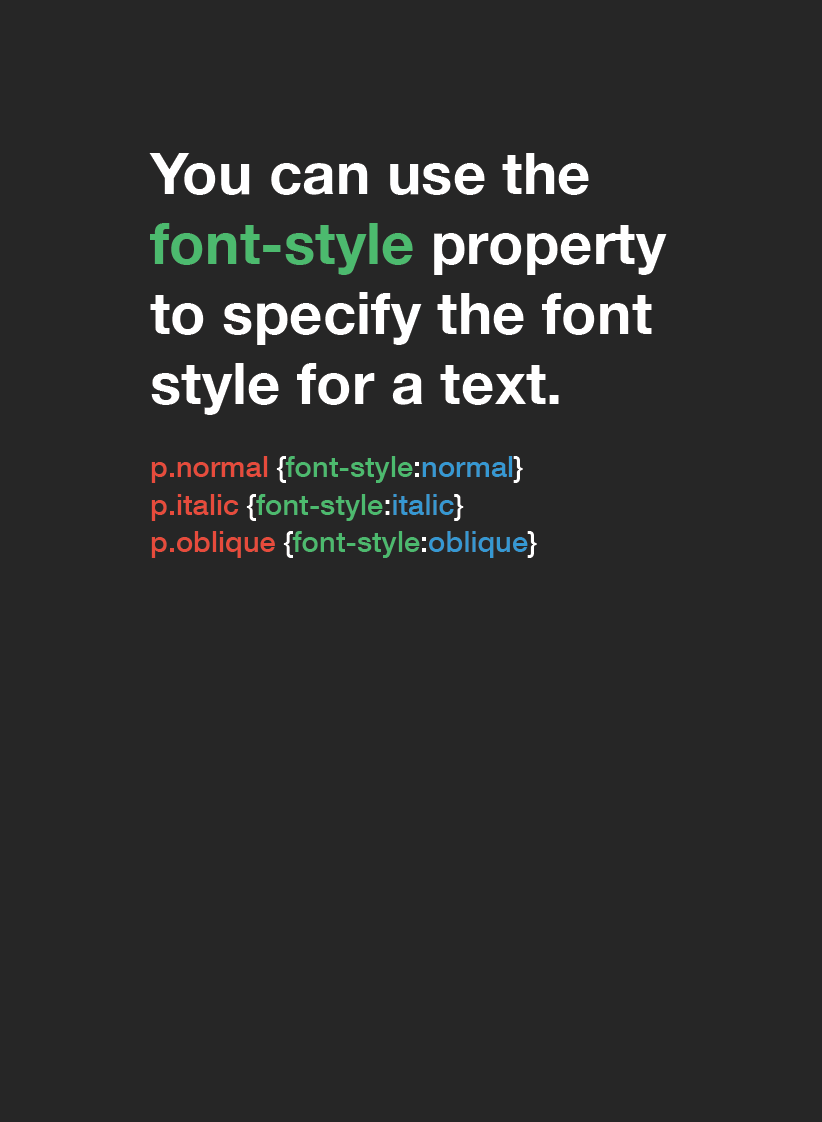 You can use the
font-style property
to specify the font
style for a text.
p.normal {font-style:normal}
p.italic {font-style:italic}
p.oblique {font-style:oblique}